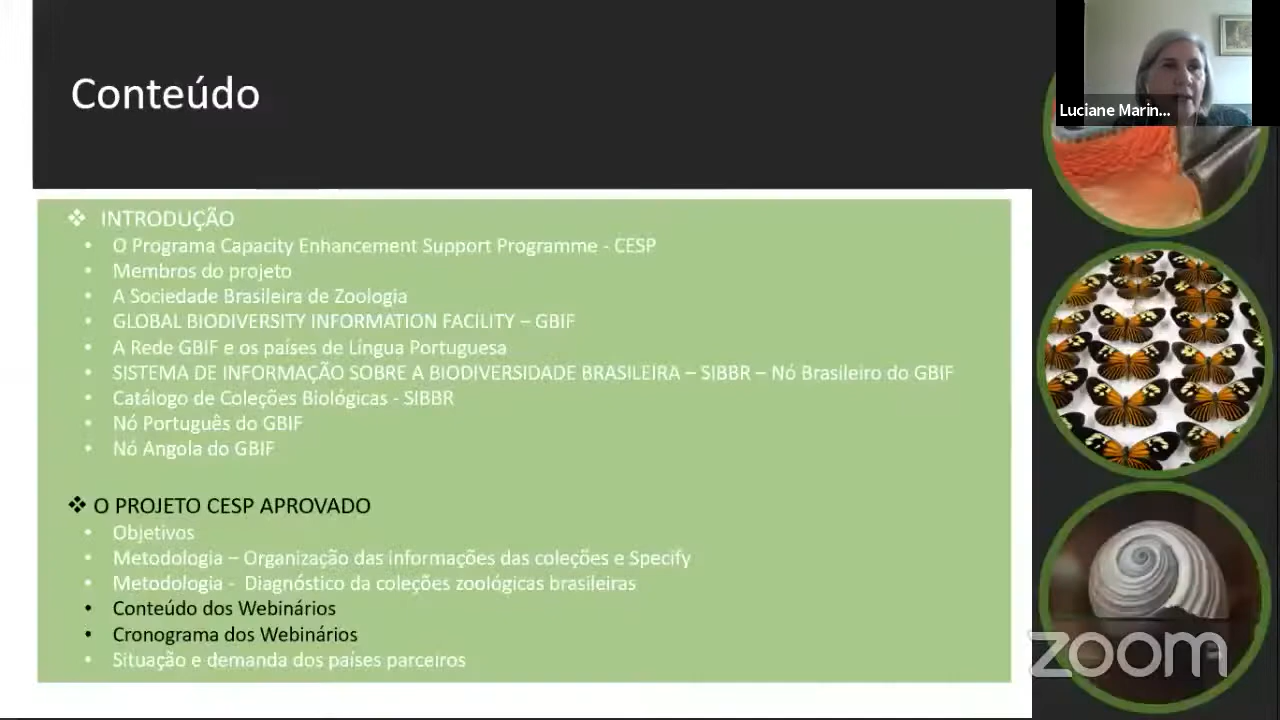 Conteúdo
Luciane Marin...
❖ INTRODUÇÃO
• O Programa Capacity Enhancement Support Programme - CESP
• Membros do projeto
• A Sociedade Brasileira de Zoologia
• GLOBAL BIODIVERSITY INFORMATION FACILITY – GBIF
• A Rede GBIF e os países de Língua Portuguesa
• SISTEMA DE INFORMAÇÃO SOBRE A BIODIVERSIDADE BRASILEIRA – SIBBR – Nó Brasileiro do GBIF
• Catálogo de Coleções Biológicas - SIBBR
• Nó Português do GBIF
• Nó Angola do GBIF
❖ O PROJETO CESP APROVADO
• Objetivos
• Metodologia – Organização das informações das coleções e Specify
• Metodologia - Diagnóstico da coleções zoológicas brasileiras
• Conteúdo dos Webinários
• Cronograma dos Webinários
• Situação e demanda dos países parceiros
zoom